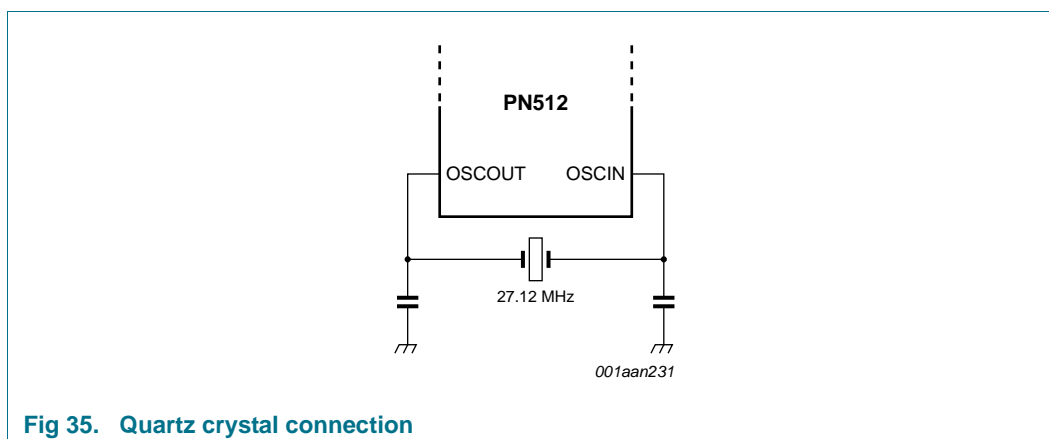 PN512
OSCOUT OSCIN
27.12 MHz
001aan231
Fig 35. Quartz crystal connection